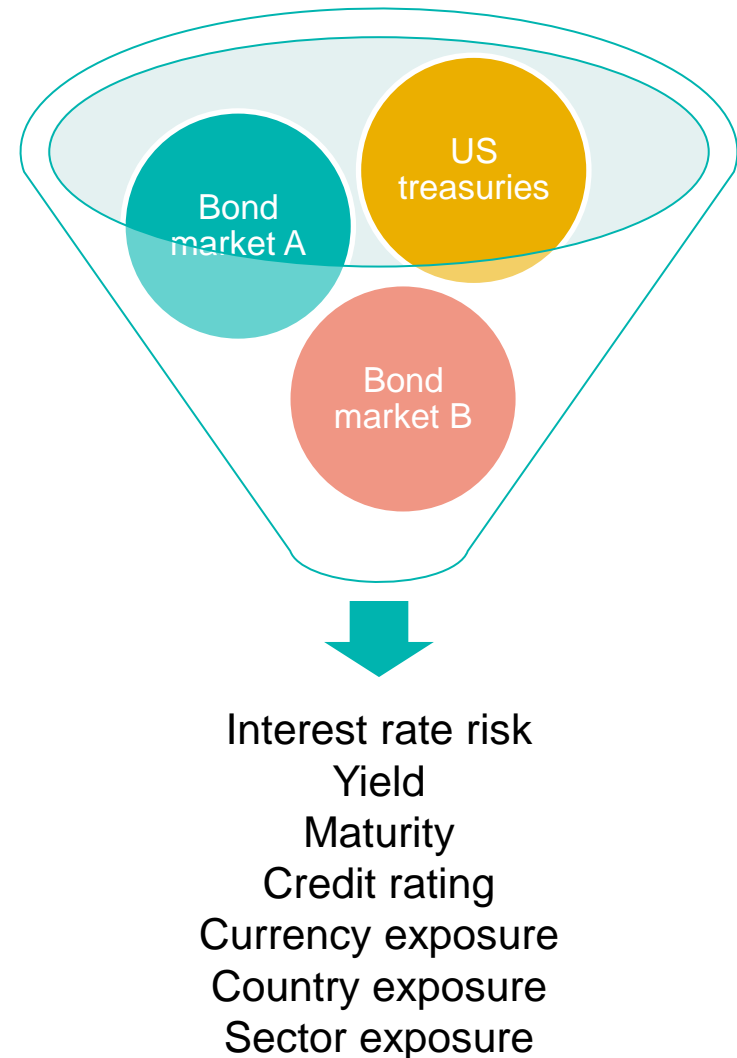 US
treasuries
Bond
market A
Bond
market B
Interest rate risk
Yield
Maturity
Credit rating
Currency exposure
Country exposure
Sector exposure